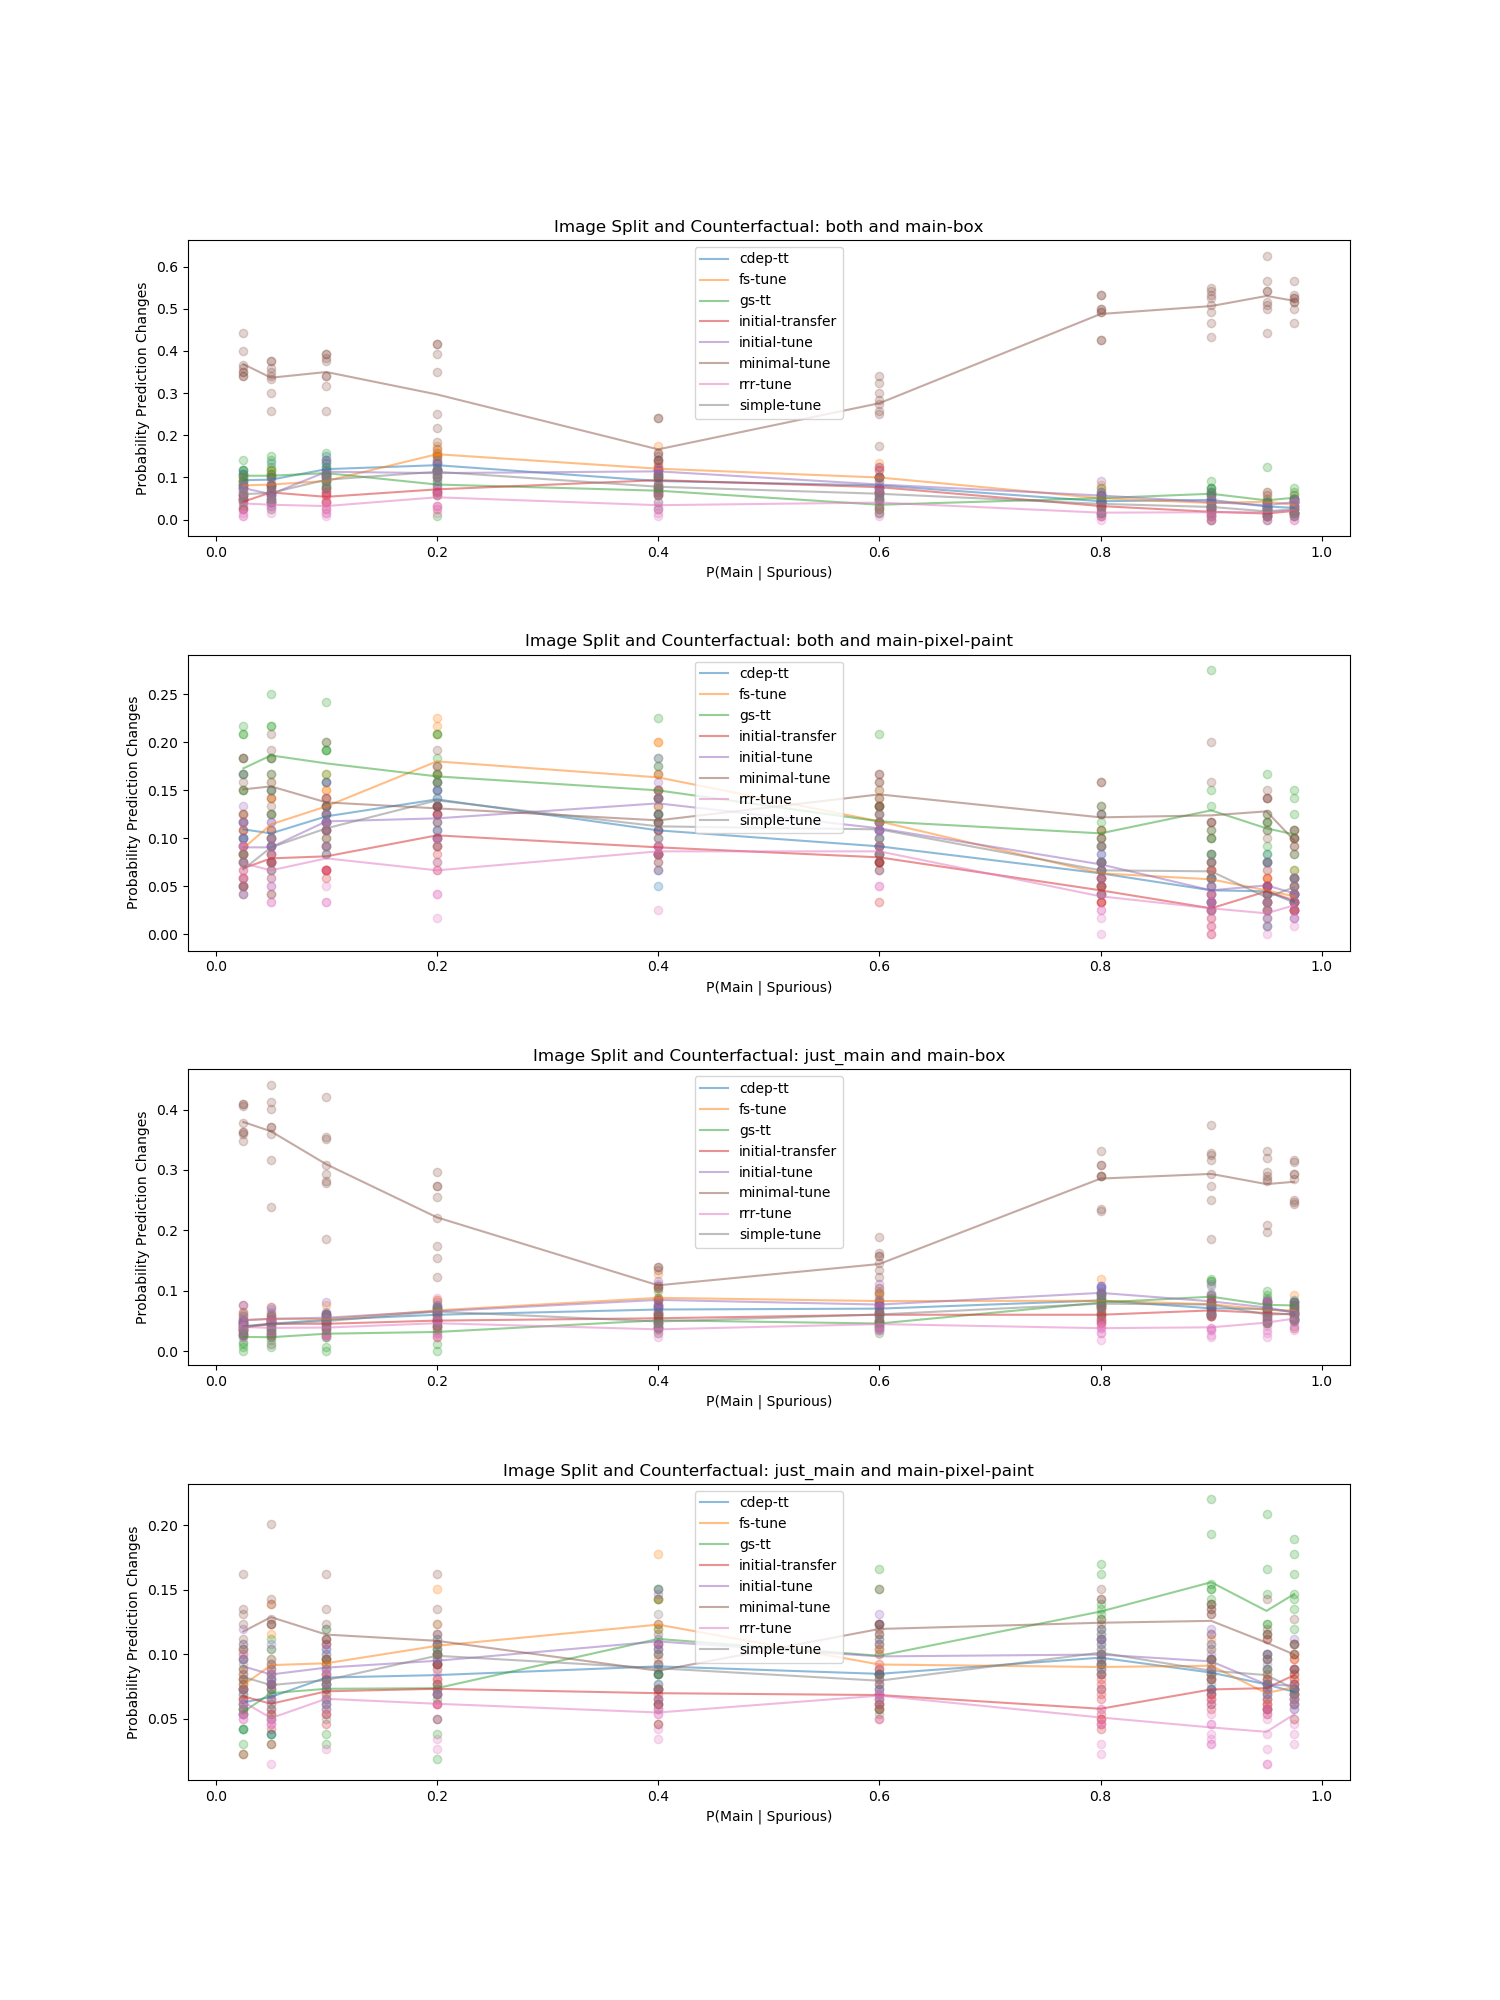 Image Split and Counterfactual: both and main-box
Probability Prediction Changes
0.6
0.5
0.4
0.3
0.2
0.1
0.0
cdep-tt
fs-tune
gs-tt
initial-transfer
initial-tune
minimal-tune
rrr-tune
simple-tune
0.0 0.2 0.4 0.6 0.8 1.0
P(Main | Spurious)
Image Split and Counterfactual: both and main-pixel-paint
Probability Prediction Changes
0.25
0.20
0.15
0.10
0.05
0.00
cdep-tt
fs-tune
gs-tt
initial-transfer
initial-tune
minimal-tune
rrr-tune
simple-tune
0.0 0.2 0.4 0.6 0.8 1.0
P(Main | Spurious)
Image Split and Counterfactual: just_main and main-box
Probability Prediction Changes
0.4
0.3
0.2
0.1
0.0
cdep-tt
fs-tune
gs-tt
initial-transfer
initial-tune
minimal-tune
rrr-tune
simple-tune
0.0 0.2 0.4 0.6 0.8 1.0
P(Main | Spurious)
Image Split and Counterfactual: just_main and main-pixel-paint
Probability Prediction Changes
0.20
0.15
0.10
0.05
cdep-tt
fs-tune
gs-tt
initial-transfer
initial-tune
minimal-tune
rrr-tune
simple-tune
0.0 0.2 0.4 0.6 0.8 1.0
P(Main | Spurious)